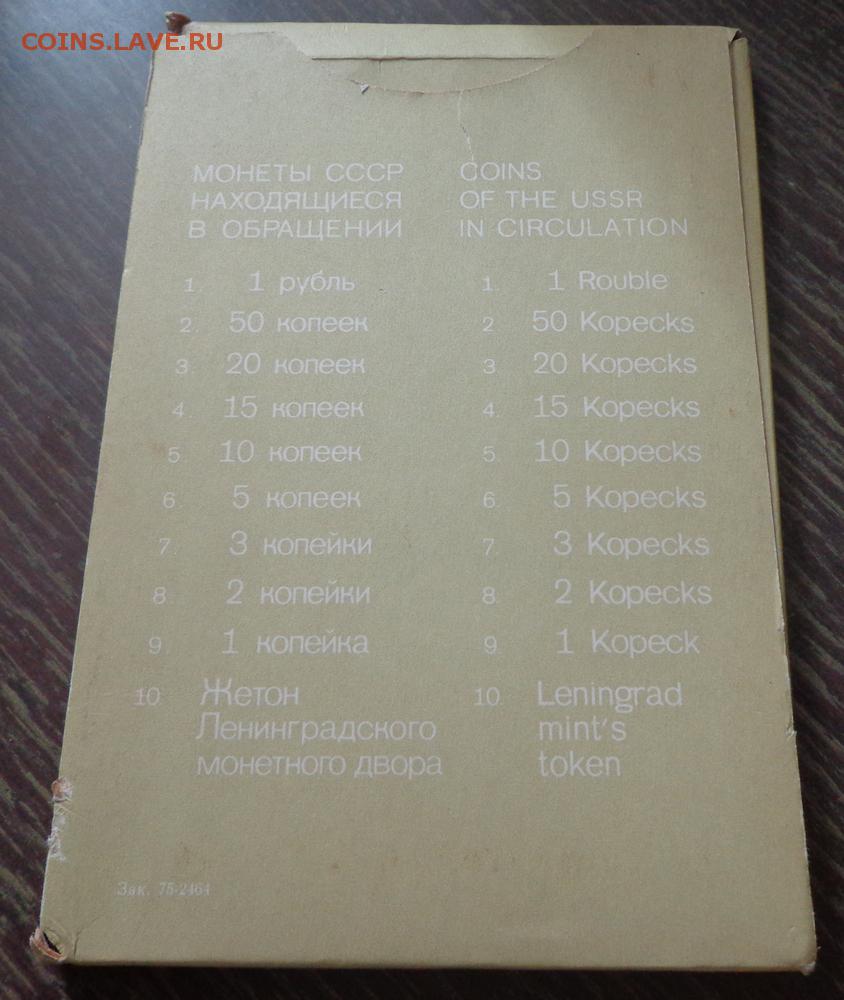 COINS.LAVE.RU
МОНЕТЫ СССР
НАХОДЯЩИЕСЯ
В ОБРАЩЕНИИ
1. 1 рубль
2. 50 копеек
3. 20 копеек
4. 15 копеек
5 10 копеек
6. 5 копеек
7. 3 копейки
8. 2 копейки
9. 1 копейка
10 Жетон
Ленинградского
монетного двора
COINS
OF THE USSR
IN CIRCULATION
1. 1 Rouble
2 50 Kopecks
3 20 Kopecks
4. 15 Kopecks
5. 10 Kopecks
6. 5 Kopecks
7. 3 Kopecks
8. 2 Kopecks
9. 1 Kopeck
10. Leningrad
mint's
token
Зак. 75-2464